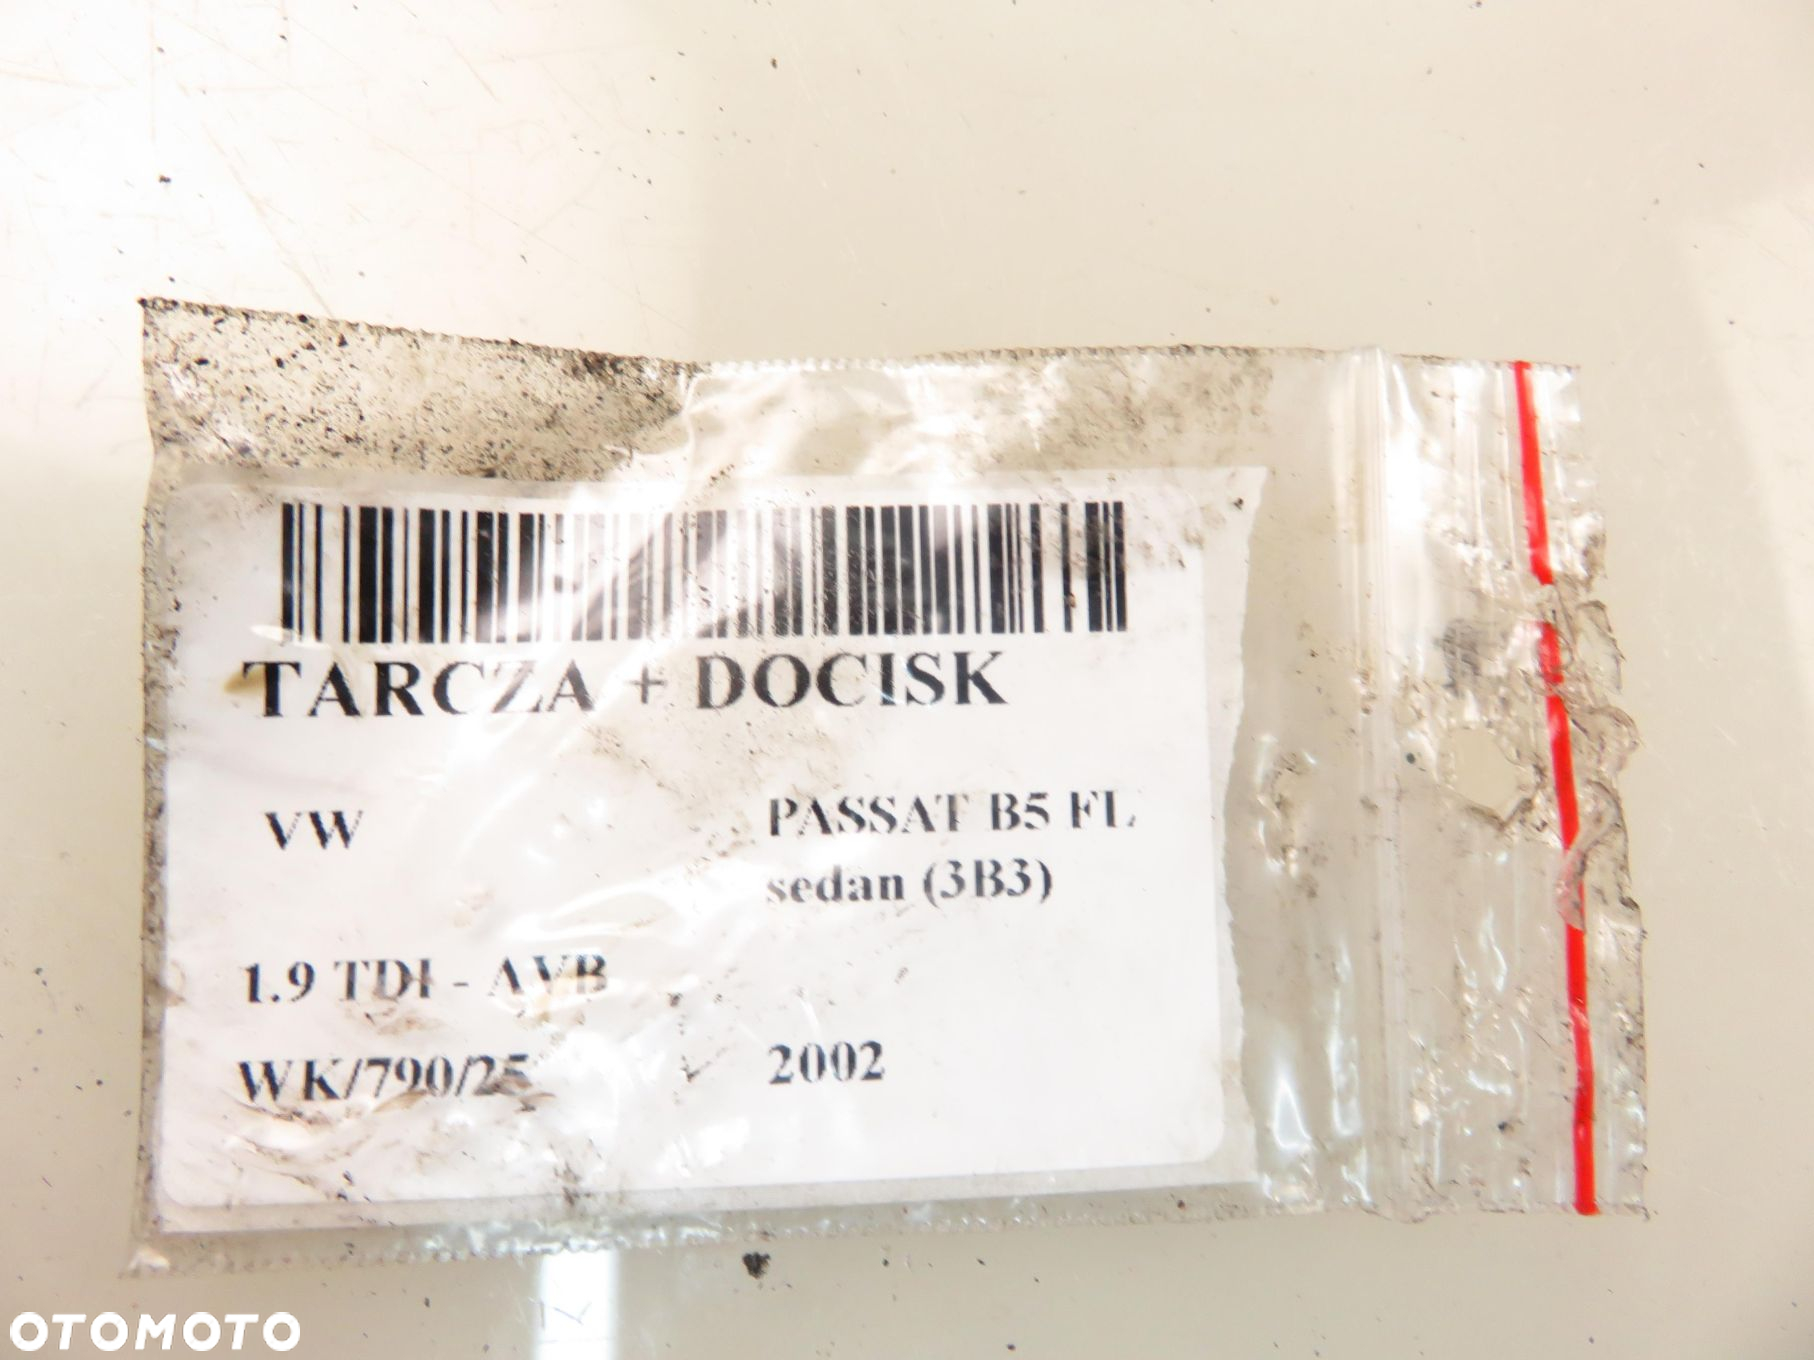 TARCZA + DOCISK
VW PASSAT B5 FL
sedan (3B3)
1.9 TDI - AVB
WK/790/25
2002
OTOMOTO